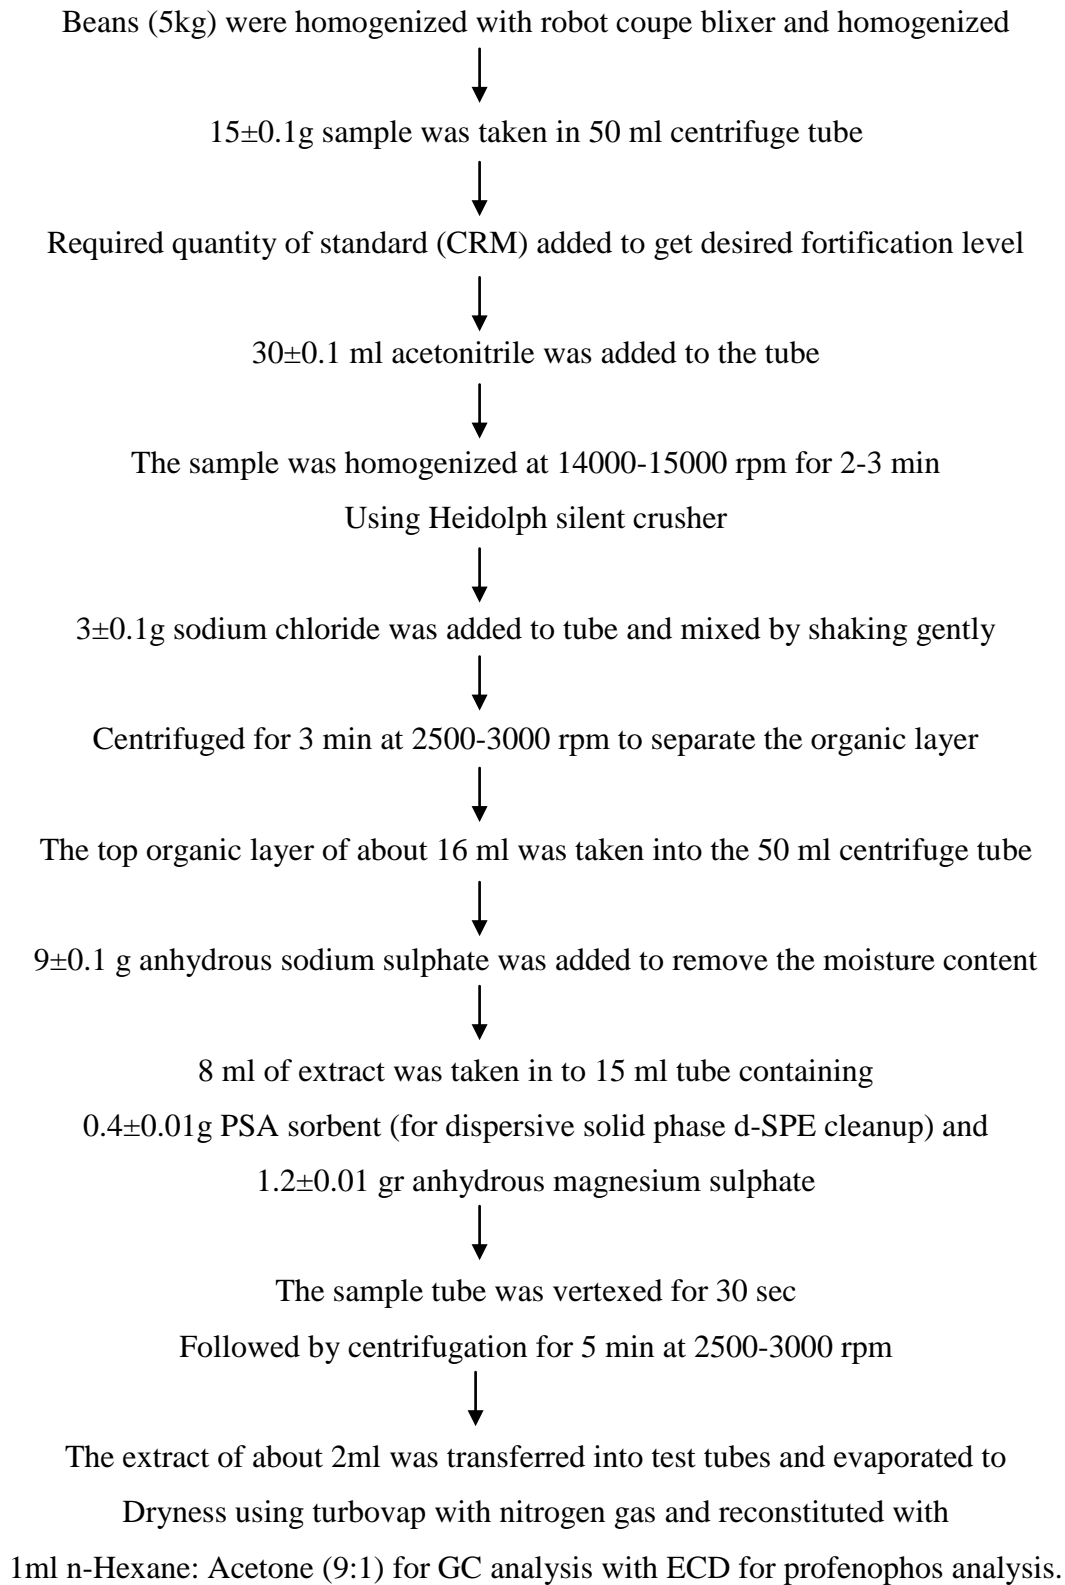 Beans (5kg) were homogenized with robot coupe blixer and homogenized
15±0.1g sample was taken in 50 ml centrifuge tube
Required quantity of standard (CRM) added to get desired fortification level
30±0.1 ml acetonitrile was added to the tube
The sample was homogenized at 14000-15000 rpm for 2-3 min
Using Heidolph silent crusher
3±0.1g sodium chloride was added to tube and mixed by shaking gently
Centrifuged for 3 min at 2500-3000 rpm to separate the organic layer
The top organic layer of about 16 ml was taken into the 50 ml centrifuge tube
9±0.1 g anhydrous sodium sulphate was added to remove the moisture content
8 ml of extract was taken in to 15 ml tube containing
0.4±0.01g PSA sorbent (for dispersive solid phase d-SPE cleanup) and
1.2±0.01 gr anhydrous magnesium sulphate
The sample tube was vertexed for 30 sec
Followed by centrifugation for 5 min at 2500-3000 rpm
The extract of about 2ml was transferred into test tubes and evaporated to
Dryness using turbovap with nitrogen gas and reconstituted with
1ml n-Hexane: Acetone (9:1) for GC analysis with ECD for profenophos analysis.